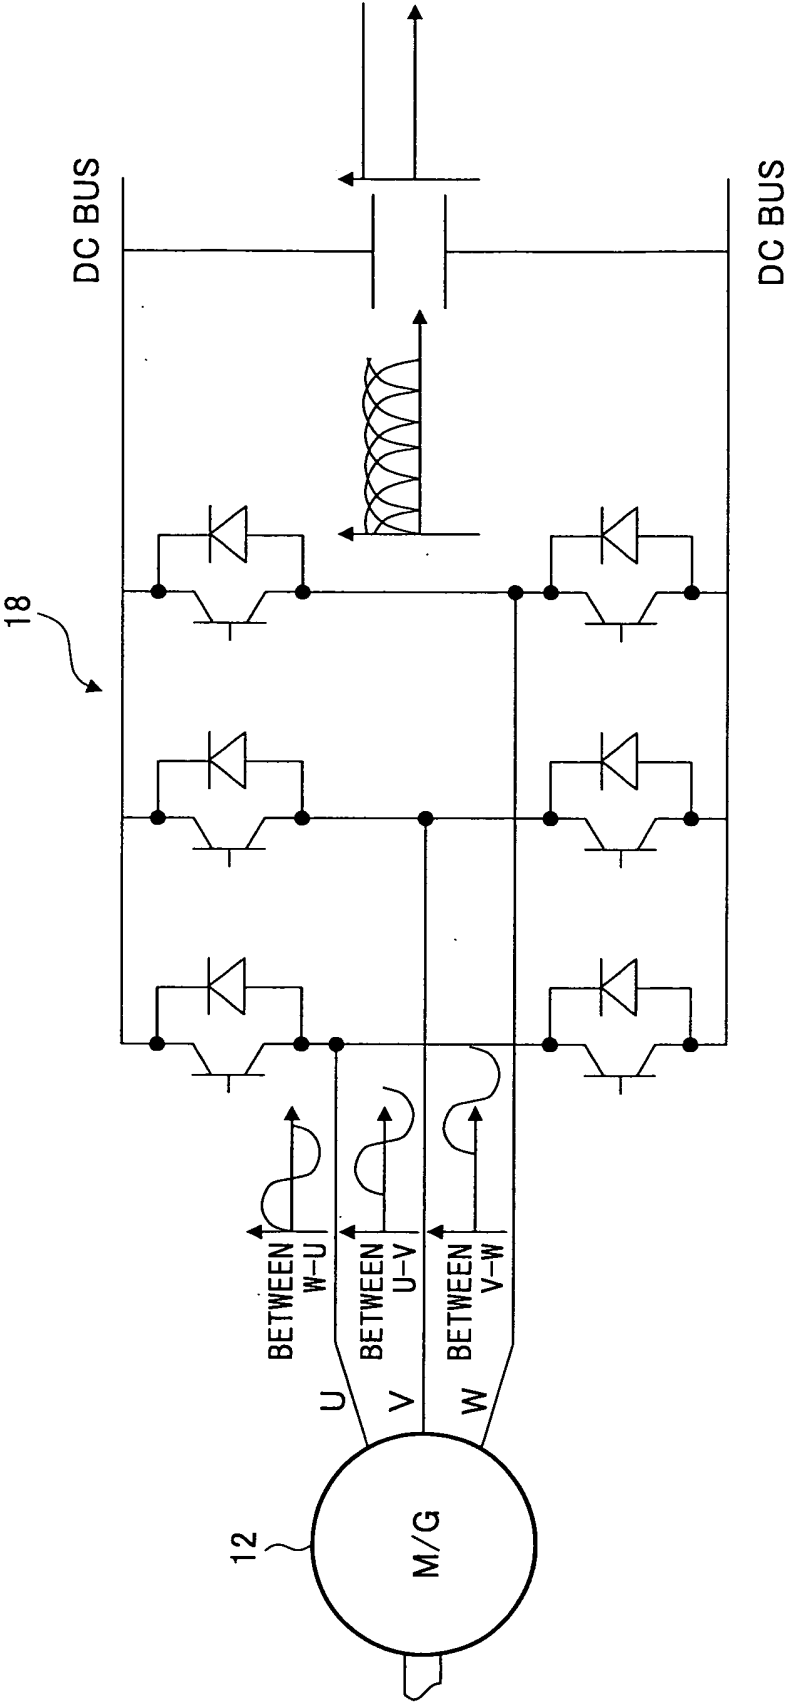 18
DC BUS
BETWEEN
W-U
BETWEEN
U-V
BETWEEN
V-W
U
V
W
12
M/G
DC BUS